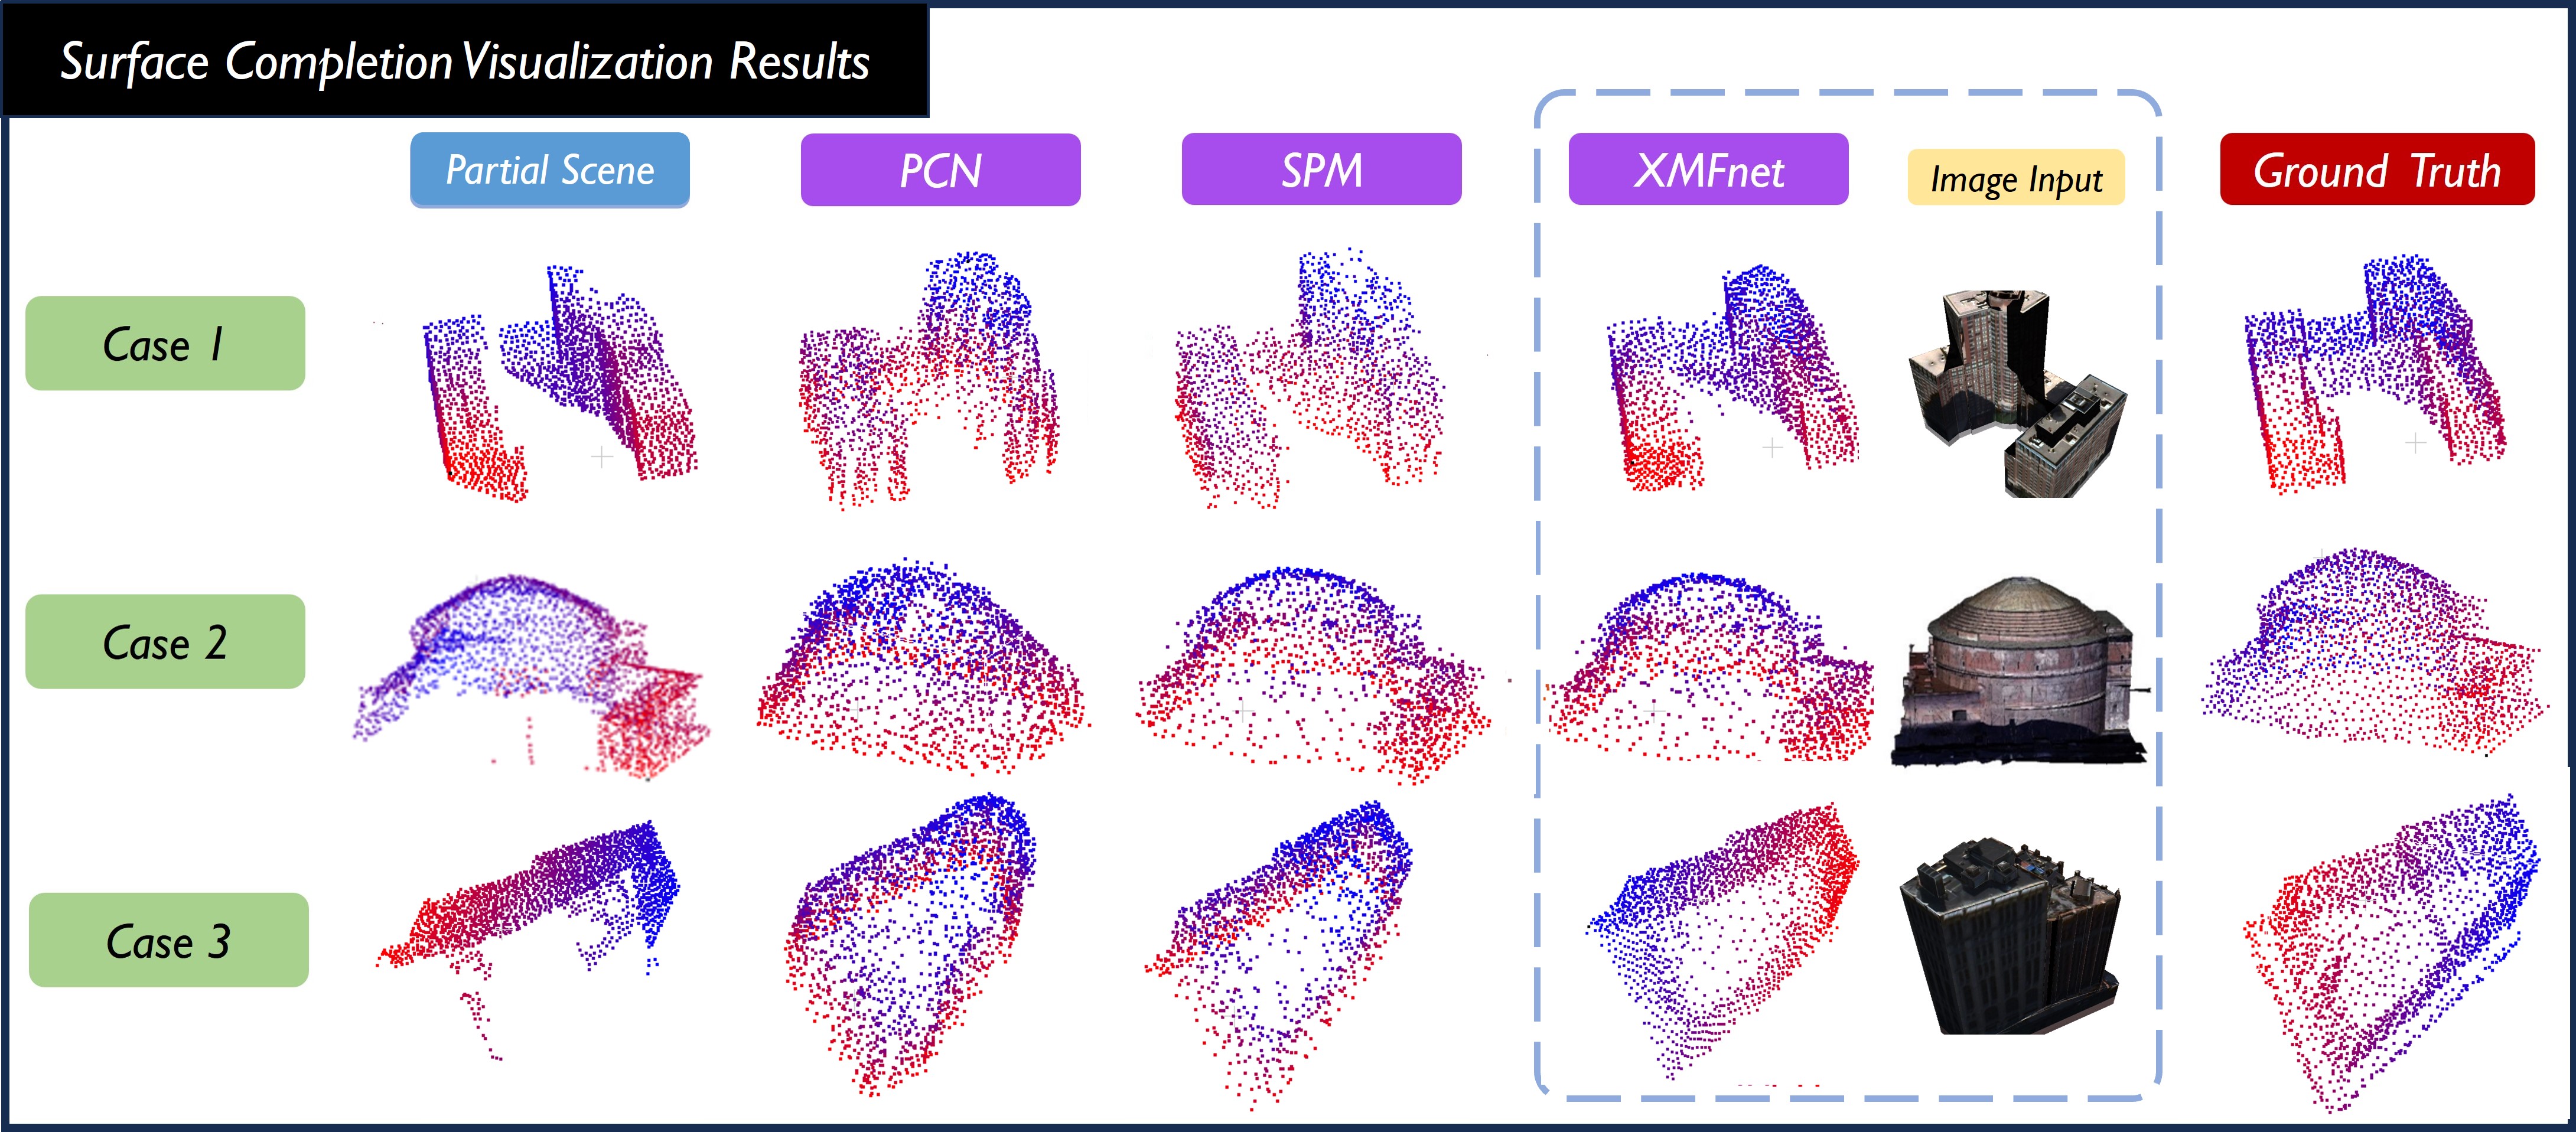 Surface Completion Visualization Results
Partial Scene
PCN
SPM
XMFnet
Image Input
Ground Truth
Case 1
Case 2
Case 3